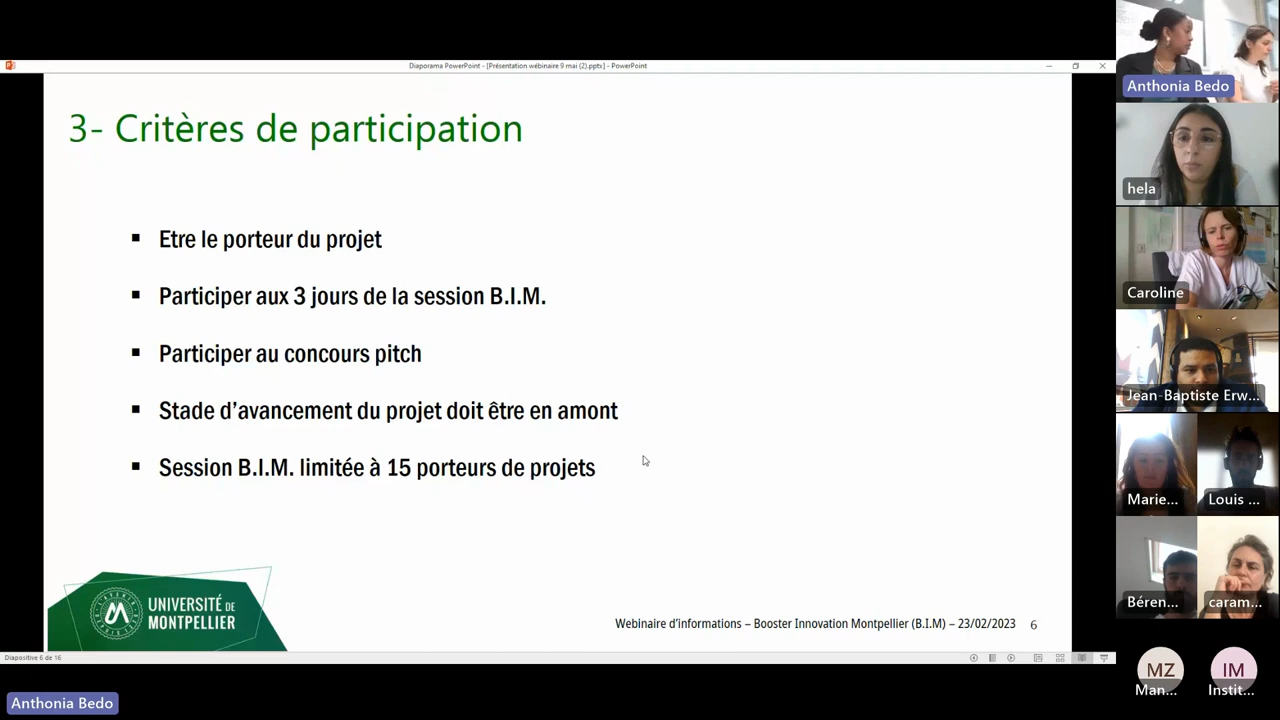 Diaporama PowerPoint - [Présentation wébinaire 9 mai (2).pptx] - PowerPoint
3- Critères de participation
▪ Etre le porteur du projet
▪ Participer aux 3 jours de la session B.I.M.
▪ Participer au concours pitch
▪ Stade d'avancement du projet doit être en amont
▪ Session B.I.M. limitée à 15 porteurs de projets
UNIVERSITÉ DE
MONTPELLIER
Webinaire d'informations – Booster Innovation Montpellier (B.I.M) – 23/02/2023 6
Diapositive 6 de 16
Anthonia Bedo
Anthonia Bedo
hela
Caroline
Jean-Baptiste Erw...
Marie...
Louis ...
Béren...
caram...
MZ
IM
Man...
Instit...